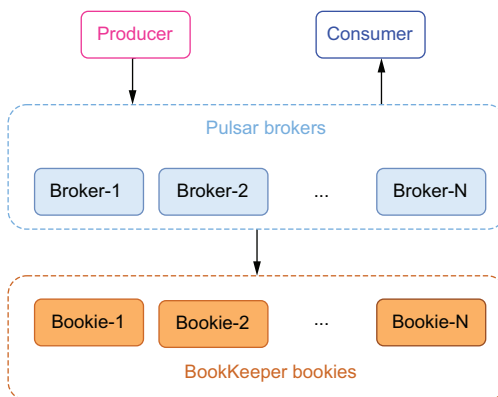 Producer
Consumer
Pulsar brokers
Broker-1
Broker-2
...
Broker-N
Bookie-1
Bookie-2
...
Bookie-N
BookKeeper bookies